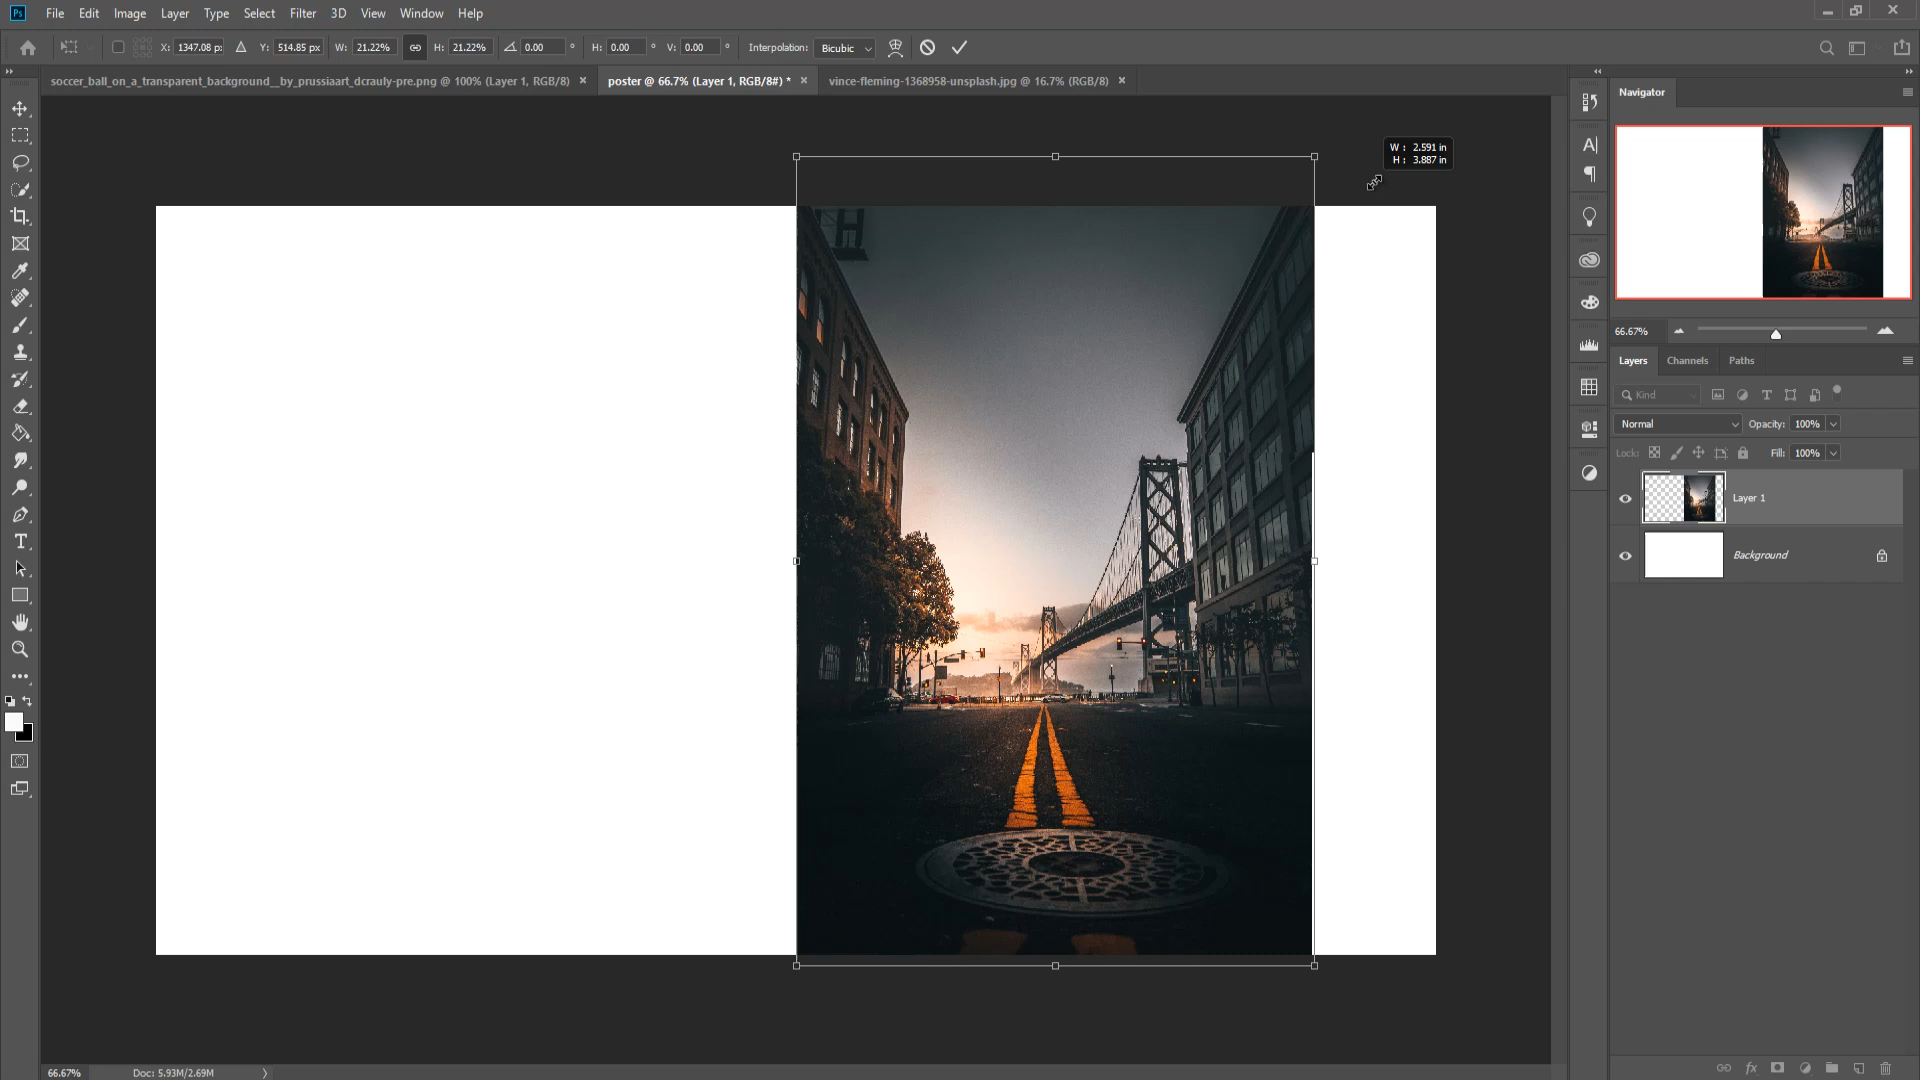 Ps File Edit Image Layer Type Select Filter 3D View Window Help
X: 1347.08 px Y: 514.85 px W: 21.22% H: 21.22% 0.00 ° H: 0.00 ° V: 0.00 ° Interpolation: Bicubic
soccer_ball_on_a_transparent_background__by_prussiaart_dcrauly-pre.png @ 100% (Layer 1, RGB/8) × poster @ 66.7% (Layer 1, RGB/8#) * × vince-fleming-1368958-unsplash.jpg @ 16.7% (RGB/8) ×
Navigator
W : 2.591 in
H : 3.887 in
66.67%
Layers Channels Paths
Kind
Normal Opacity: 100%
Lock: Fill: 100%
Layer 1
Background
66.67% Doc: 5.93M/2.69M